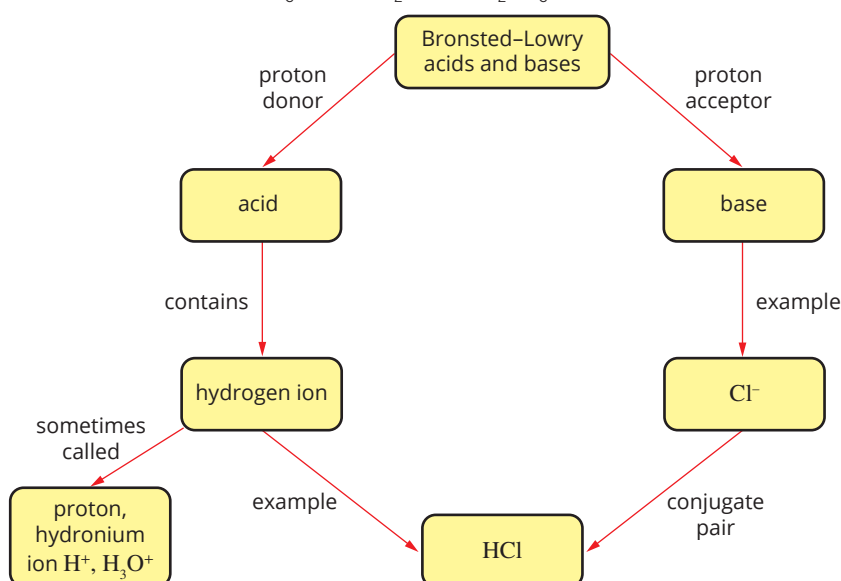 Bronsted–Lowry
acids and bases
proton
donor
proton
acceptor
acid
base
contains
example
hydrogen ion
Cl⁻
sometimes
called
example
conjugate
pair
proton,
hydronium
ion H⁺, H₃O⁺
HCl